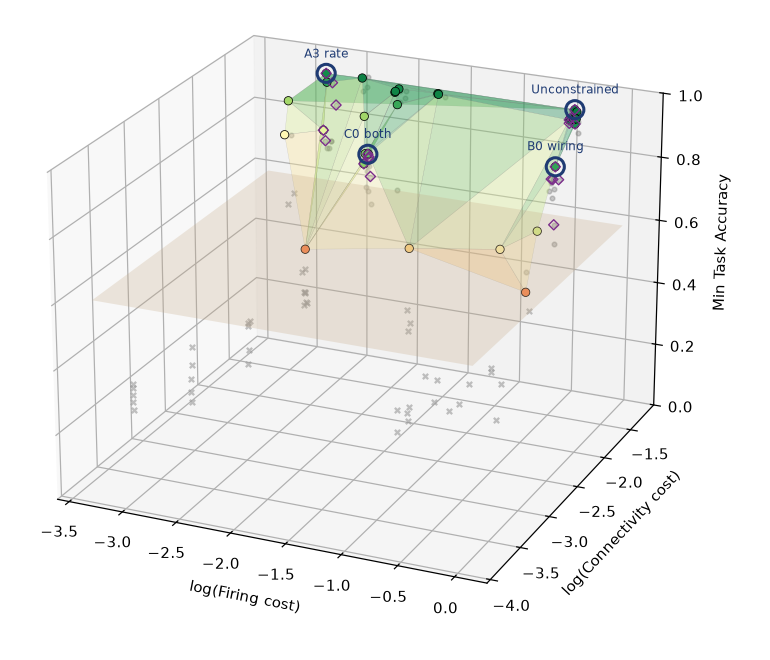 A3 rate
Unconstrained
C0 both
B0 wiring
1.0
0.8
0.6
0.4
0.2
0.0
Min Task Accuracy
−1.5
−2.0
−2.5
−3.0
−3.5
−4.0
log(Connectivity cost)
−3.5
−3.0
−2.5
−2.0
−1.5
−1.0
−0.5
0.0
log(Firing cost)